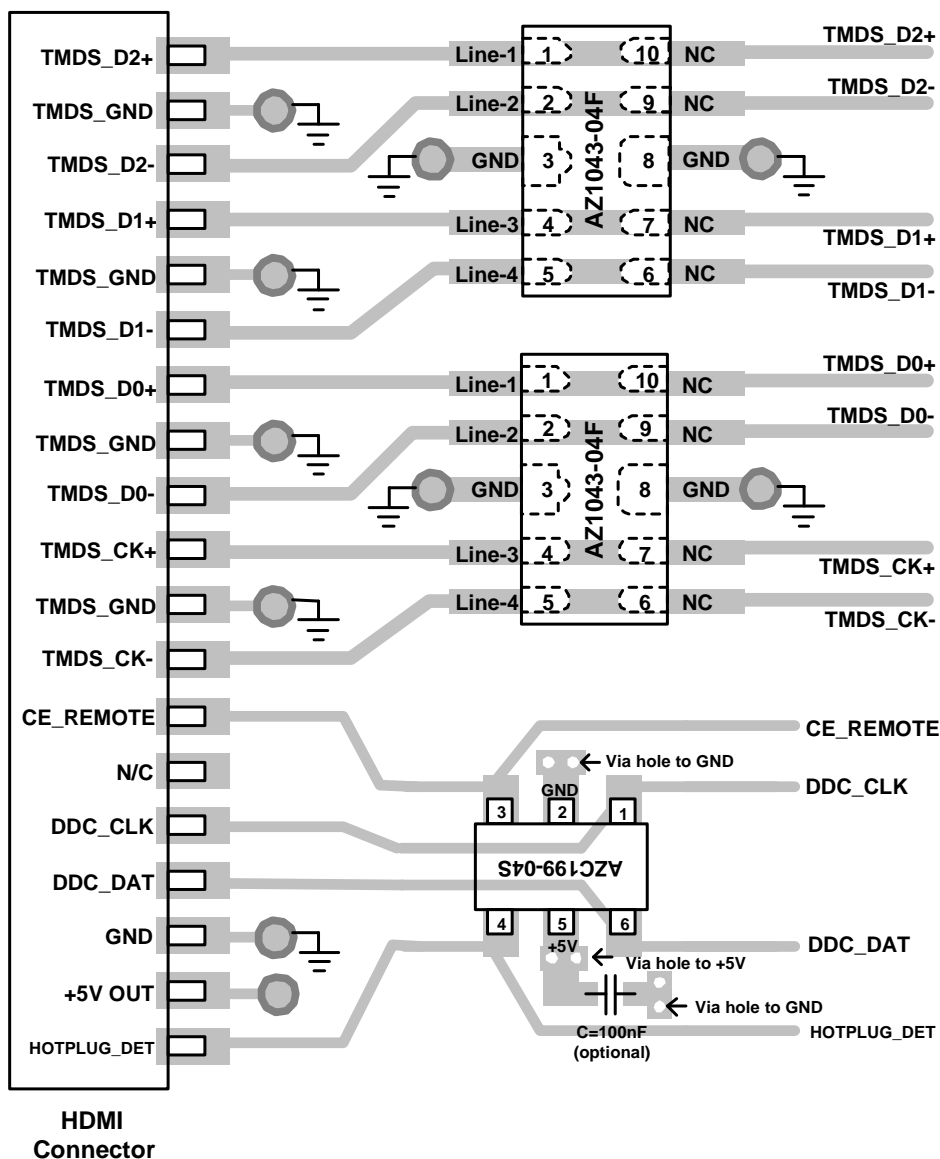 TMDS_D2+
TMDS_GND
TMDS_D2-
TMDS_D1+
TMDS_GND
TMDS_D1-
TMDS_D0+
TMDS_GND
TMDS_D0-
TMDS_CK+
TMDS_GND
TMDS_CK-
CE_REMOTE
N/C
DDC_CLK
DDC_DAT
GND
+5V OUT
HOTPLUG_DET
HDMI
Connector
Line-1 1 10 NC TMDS_D2+
Line-2 2 9 NC TMDS_D2-
GND 3 8 GND
Line-3 4 7 NC TMDS_D1+
Line-4 5 6 NC TMDS_D1-
AZ1043-04F
Line-1 1 10 NC TMDS_D0+
Line-2 2 9 NC TMDS_D0-
GND 3 8 GND
Line-3 4 7 NC TMDS_CK+
Line-4 5 6 NC TMDS_CK-
AZ1043-04F
CE_REMOTE
Via hole to GND
DDC_CLK
GND
3 2 1
AZC199-04S
4 5 6
+5V
DDC_DAT
Via hole to +5V
Via hole to GND
C=100nF
(optional)
HOTPLUG_DET